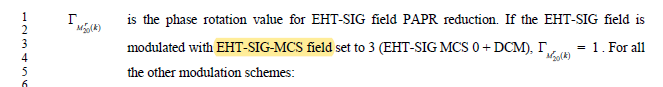 1 Γ_{M^r_{20}(k)} is the phase rotation value for EHT-SIG field PAPR reduction. If the EHT-SIG field is
2
3 modulated with EHT-SIG-MCS field set to 3 (EHT-SIG MCS 0 + DCM), Γ_{M^r_{20}(k)} = 1. For all
4
5 the other modulation schemes:
6